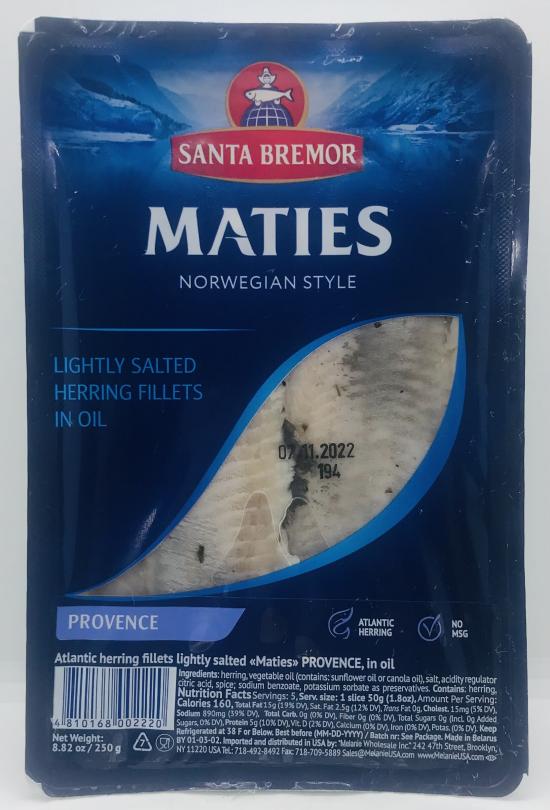 SANTA BREMOR
MATIES
NORWEGIAN STYLE
LIGHTLY SALTED
HERRING FILLETS
IN OIL
07.11.2022
194
PROVENCE
ATLANTIC
HERRING
NO
MSG
Atlantic herring fillets lightly salted «Maties» PROVENCE, in oil
Ingredients: herring, vegetable oil (contains: sunflower oil or canola oil), salt, acidity regulator
citric acid, spice; sodium benzoate, potassium sorbate as preservatives. Contains: herring.
Nutrition Facts Servings: 5, Serv. size: 1 slice 50g (1.8oz), Amount Per Serving:
Calories 160, Total Fat 15g (19% DV), Sat. Fat 2.5g (12% DV), Trans Fat 0g, Cholest. 15mg (5% DV),
Sodium 890mg (39% DV), Total Carb. 0g (0% DV), Fiber 0g (0% DV), Total Sugars 0g (Incl. 0g Added
Sugars, 0% DV), Protein 5g (10% DV), Vit. D (2% DV), Calcium (0% DV), Iron (0% DV), Potas. (0% DV). Keep
Refrigerated at 38 F or Below. Best before (MM-DD-YYYY) / Batch nr: See Package. Made in Belarus
BY 01-03-02. Imported and distributed in USA by: "Melanie Wholesale Inc" 242 47th Street, Brooklyn,
NY 11220 USA Tel.: 718-492-8492 Fax: 718-709-5889 Sales@MelanieUSA.com www.MelanieUSA.com
4 810168 002220
Net Weight:
8.82 oz / 250 g